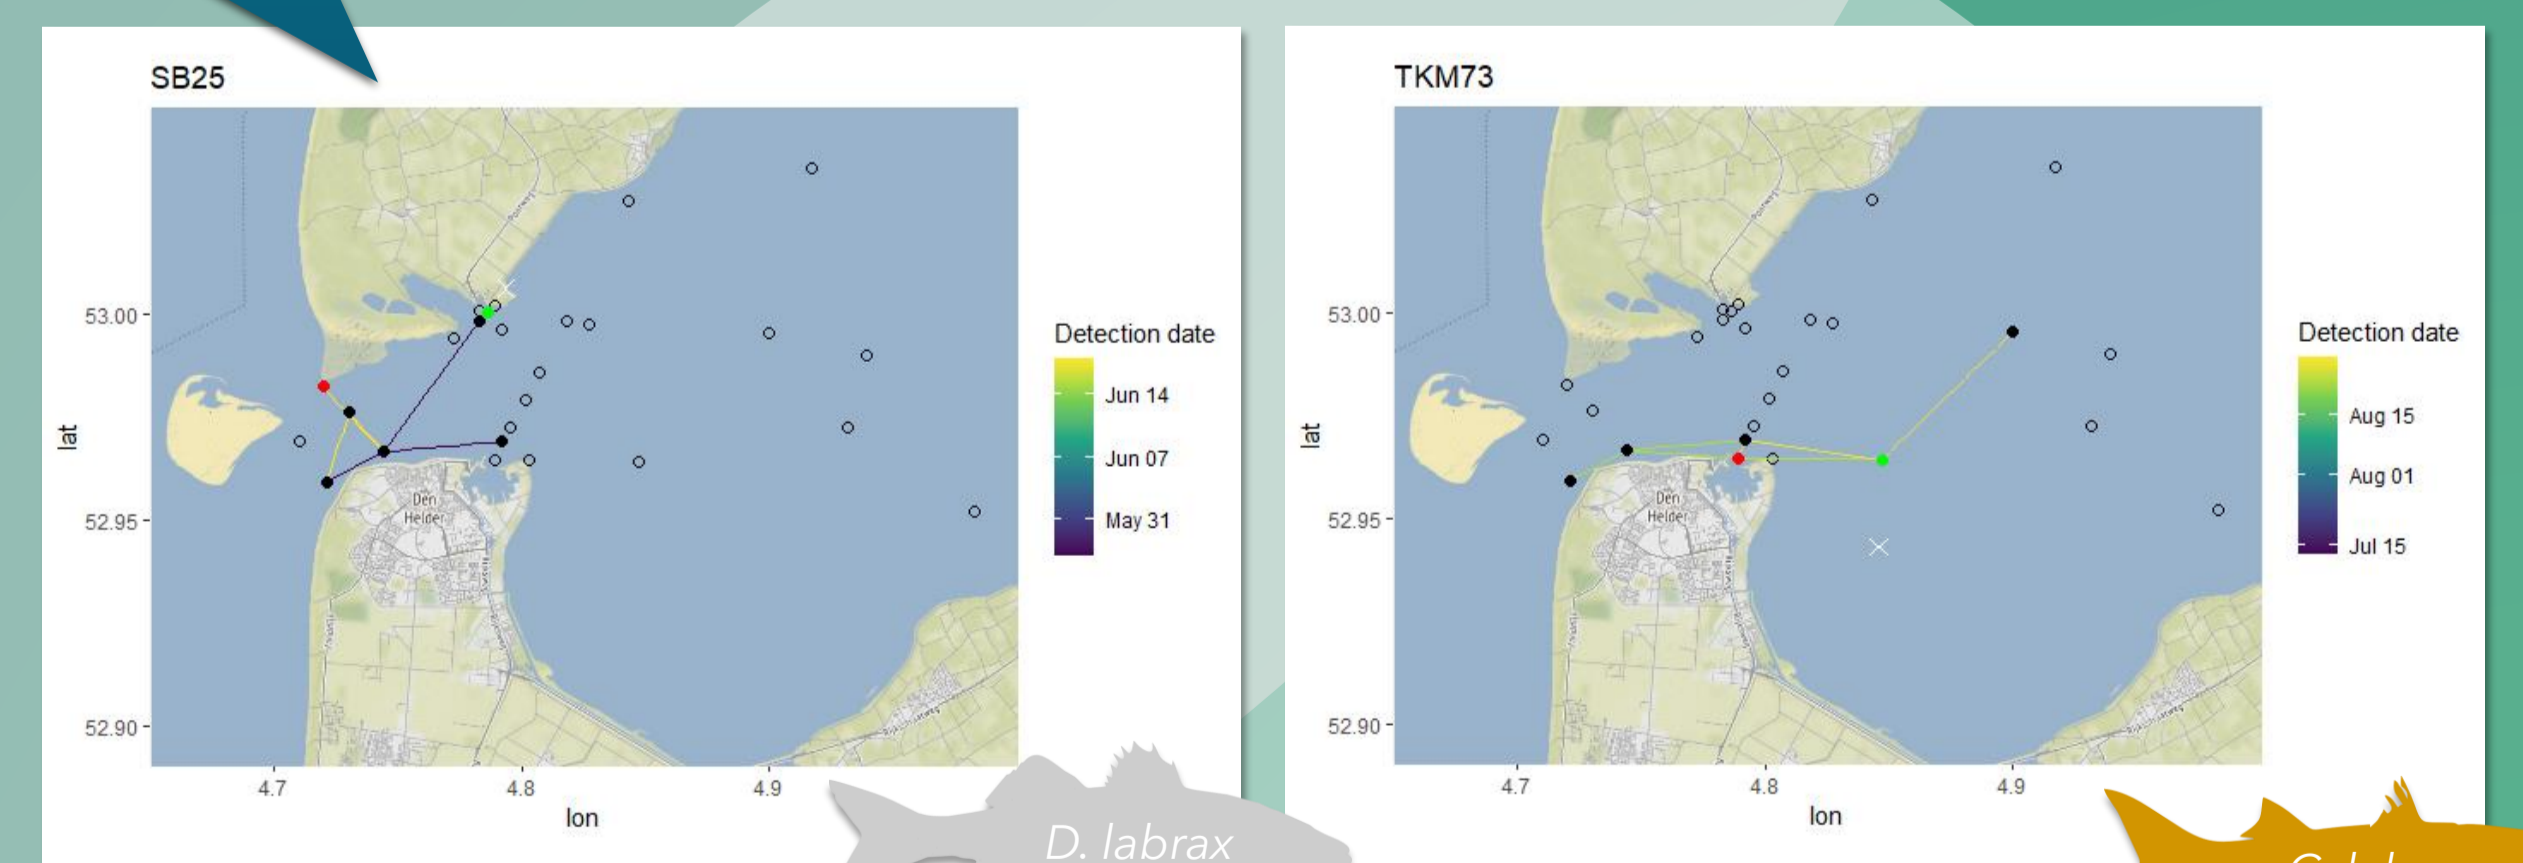 SB25
53.00
52.95
52.90
lat
4.7
4.8
4.9
lon
Den
Helder
Detection date
Jun 14
Jun 07
May 31
D. labrax
TKM73
53.00
52.95
52.90
lat
4.7
4.8
4.9
lon
Den
Helder
Detection date
Aug 15
Aug 01
Jul 15